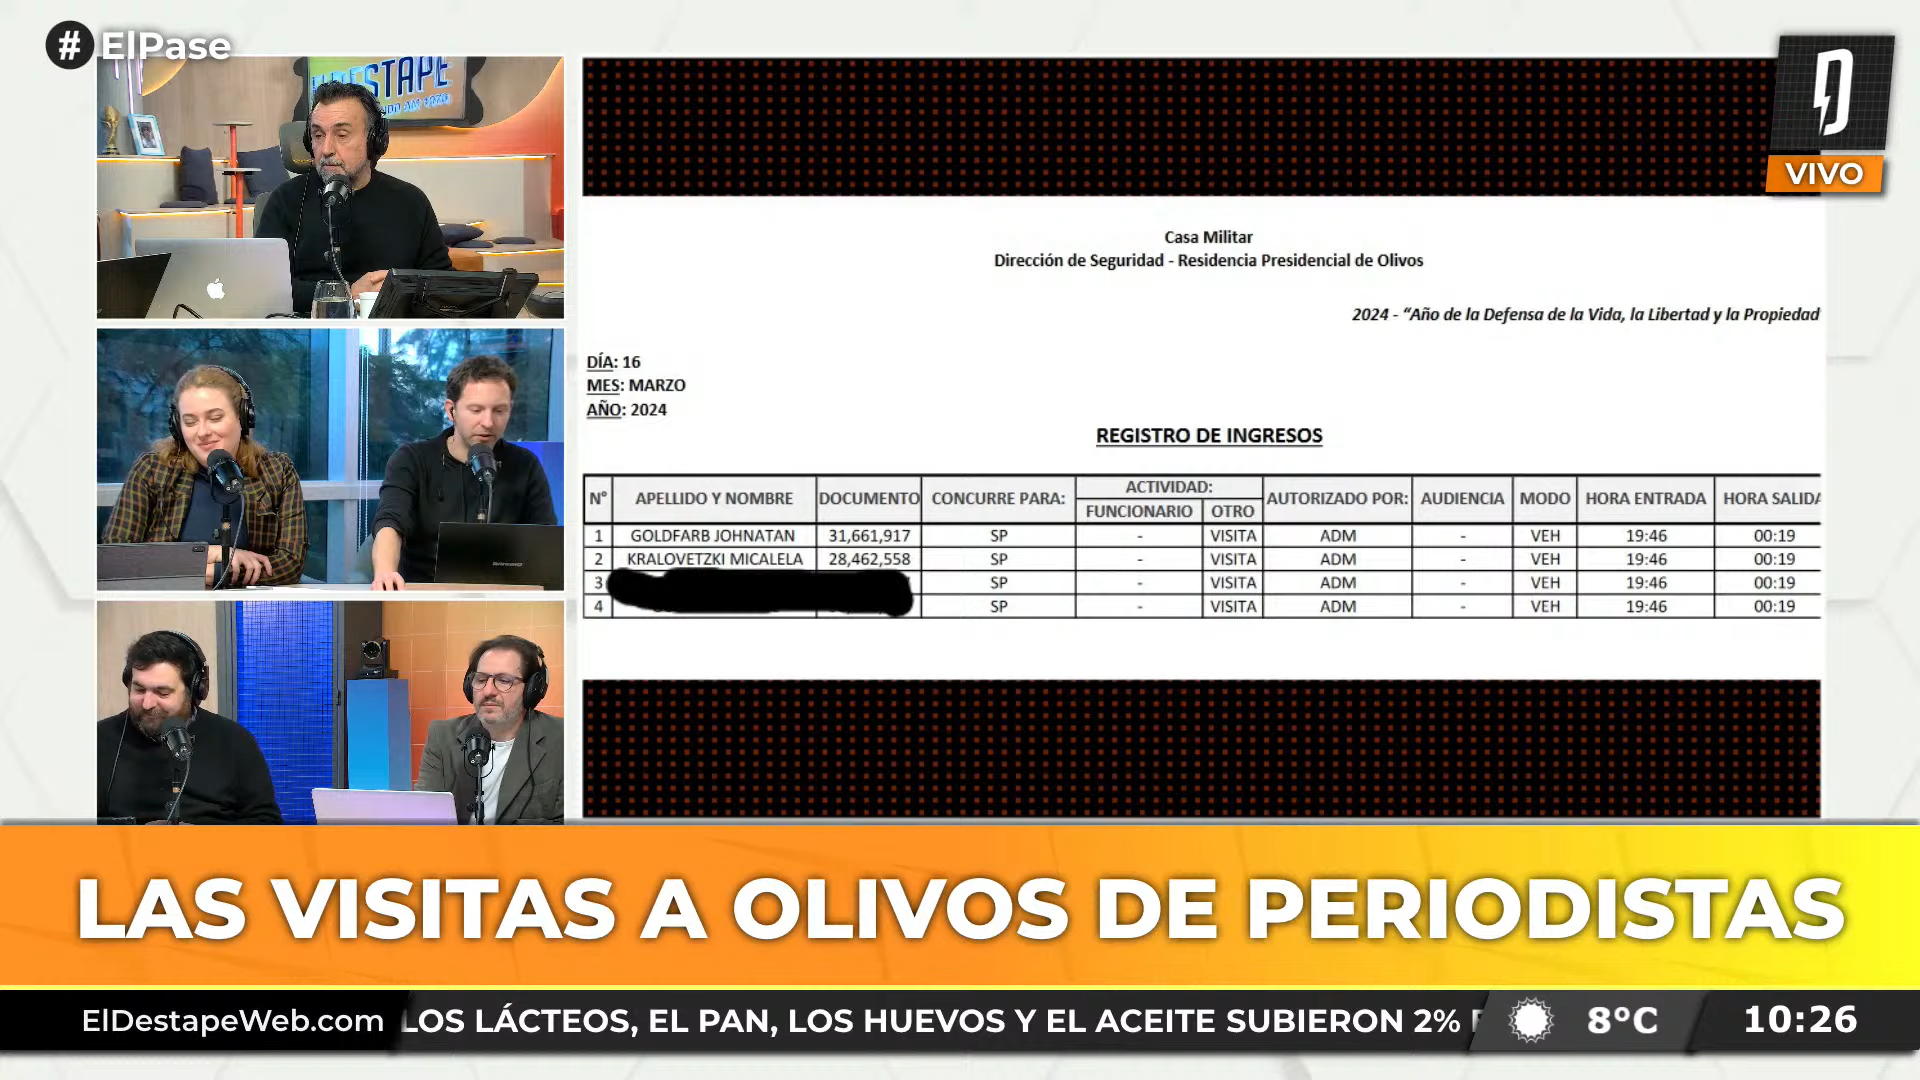 # ElPase
VIVO
Casa Militar
Dirección de Seguridad - Residencia Presidencial de Olivos
2024 - “Año de la Defensa de la Vida, la Libertad y la Propiedad
DÍA: 16
MES: MARZO
AÑO: 2024
REGISTRO DE INGRESOS
N° APELLIDO Y NOMBRE DOCUMENTO CONCURRE PARA: ACTIVIDAD: FUNCIONARIO OTRO AUTORIZADO POR: AUDIENCIA MODO HORA ENTRADA HORA SALIDA
1 GOLDFARB JOHNATAN 31,661,917 SP - VISITA ADM - VEH 19:46 00:19
2 KRALOVETZKI MICALELA 28,462,558 SP - VISITA ADM - VEH 19:46 00:19
3 SP - VISITA ADM - VEH 19:46 00:19
4 SP - VISITA ADM - VEH 19:46 00:19
LAS VISITAS A OLIVOS DE PERIODISTAS
ElDestapeWeb.com LOS LÁCTEOS, EL PAN, LOS HUEVOS Y EL ACEITE SUBIERON 2% 8°C 10:26